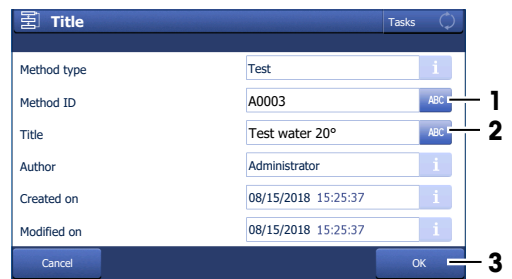 Title Tasks
Method type Test i
Method ID A0003 ABC 1
Title Test water 20° ABC 2
Author Administrator i
Created on 08/15/2018 15:25:37 i
Modified on 08/15/2018 15:25:37 i
Cancel OK 3